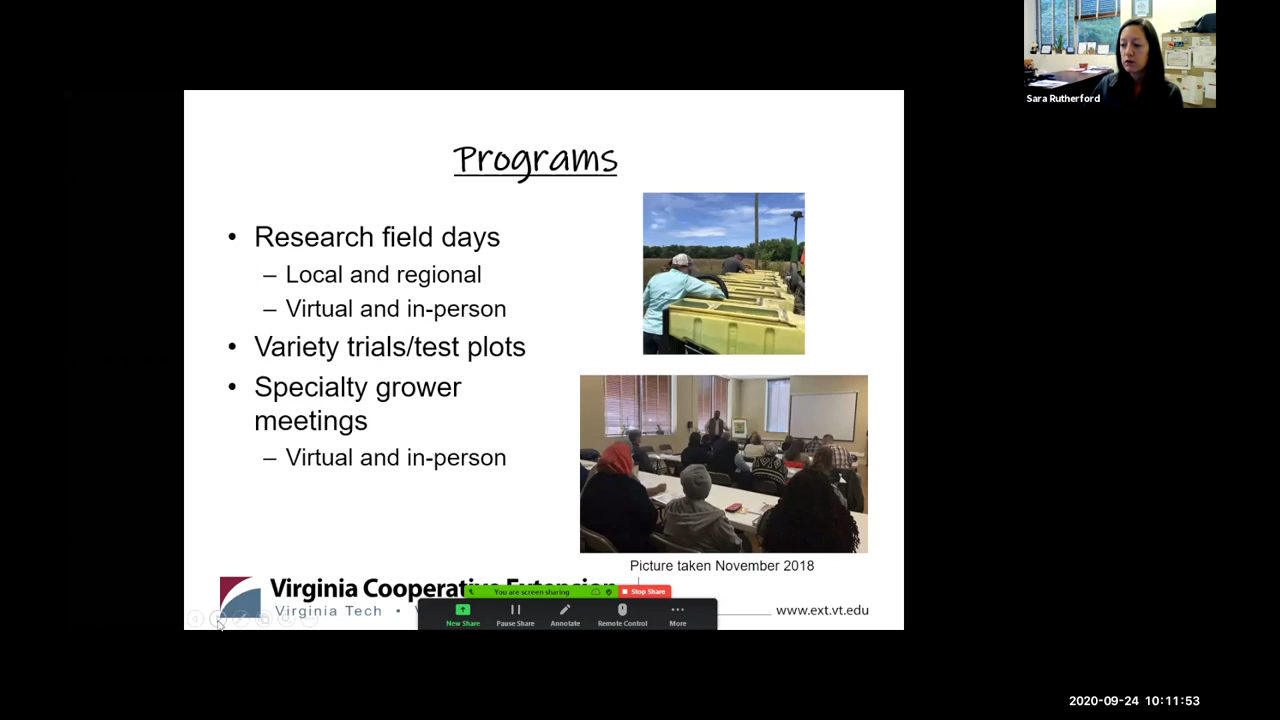 Sara Rutherford
Programs
• Research field days
– Local and regional
– Virtual and in-person
• Variety trials/test plots
• Specialty grower
meetings
– Virtual and in-person
Picture taken November 2018
Virginia Cooperative Extension
Virginia Tech •
www.ext.vt.edu
You are screen sharing
Stop Share
New Share
Pause Share
Annotate
Remote Control
More
2020-09-24 10:11:53